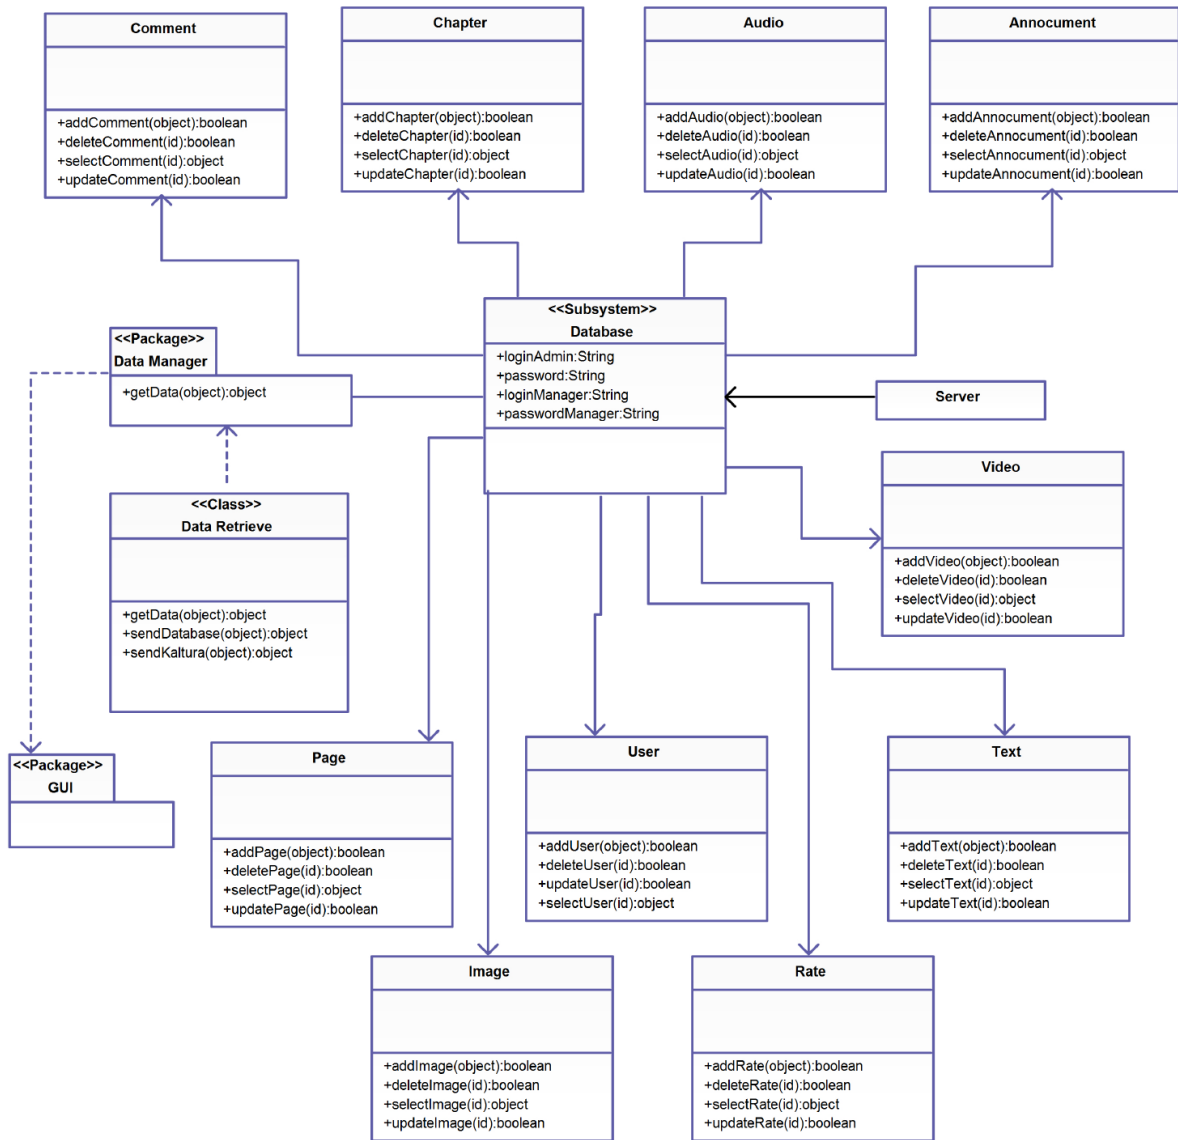 Comment
+addComment(object):boolean
+deleteComment(id):boolean
+selectComment(id):object
+updateComment(id):boolean
Chapter
+addChapter(object):boolean
+deleteChapter(id):boolean
+selectChapter(id):object
+updateChapter(id):boolean
Audio
+addAudio(object):boolean
+deleteAudio(id):boolean
+selectAudio(id):object
+updateAudio(id):boolean
Annocument
+addAnnocument(object):boolean
+deleteAnnocument(id):boolean
+selectAnnocument(id):object
+updateAnnocument(id):boolean
<<Subsystem>>
Database
+loginAdmin:String
+password:String
+loginManager:String
+passwordManager:String
<<Package>>
Data Manager
+getData(object):object
Server
<<Class>>
Data Retrieve
+getData(object):object
+sendDatabase(object):object
+sendKaltura(object):object
Video
+addVideo(object):boolean
+deleteVideo(id):boolean
+selectVideo(id):object
+updateVideo(id):boolean
<<Package>>
GUI
Page
+addPage(object):boolean
+deletePage(id):boolean
+selectPage(id):object
+updatePage(id):boolean
User
+addUser(object):boolean
+deleteUser(id):boolean
+updateUser(id):boolean
+selectUser(id):object
Text
+addText(object):boolean
+deleteText(id):boolean
+selectText(id):object
+updateText(id):boolean
Image
+addImage(object):boolean
+deleteImage(id):boolean
+selectImage(id):object
+updateImage(id):boolean
Rate
+addRate(object):boolean
+deleteRate(id):boolean
+selectRate(id):object
+updateRate(id):boolean